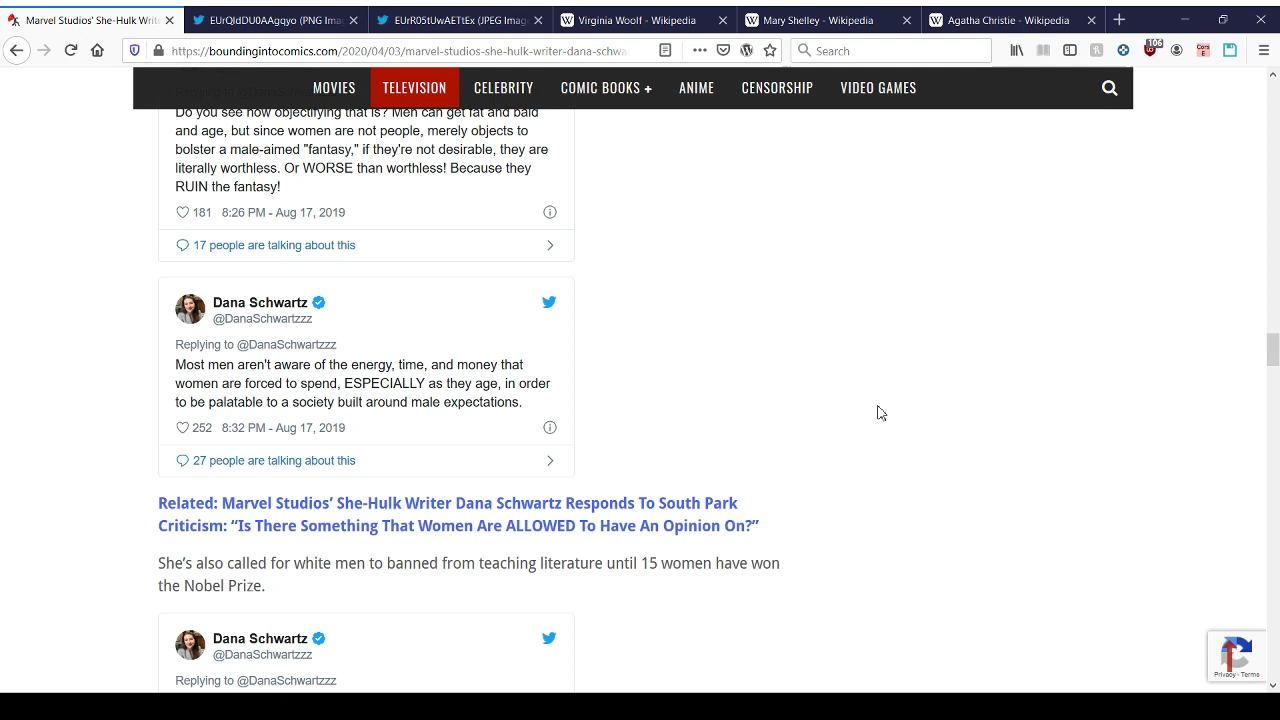 Marvel Studios' She-Hulk Write
EUrQIdDU0AAgqyo (PNG Ima
EUrR05tUwAETtEx (JPEG Imag
Virginia Woolf - Wikipedia
Mary Shelley - Wikipedia
Agatha Christie - Wikipedia
https://boundingintocomics.com/2020/04/03/marvel-studios-she-hulk-writer-dana-schwa
Search
106
MOVIES TELEVISION CELEBRITY COMIC BOOKS + ANIME CENSORSHIP VIDEO GAMES
Do you see how objectifying that is? Men can get fat and bald
and age, but since women are not people, merely objects to
bolster a male-aimed "fantasy," if they're not desirable, they are
literally worthless. Or WORSE than worthless! Because they
RUIN the fantasy!
181 8:26 PM - Aug 17, 2019
17 people are talking about this
Dana Schwartz
@DanaSchwartzzz
Replying to @DanaSchwartzzz
Most men aren't aware of the energy, time, and money that
women are forced to spend, ESPECIALLY as they age, in order
to be palatable to a society built around male expectations.
252 8:32 PM - Aug 17, 2019
27 people are talking about this
Related: Marvel Studios' She-Hulk Writer Dana Schwartz Responds To South Park
Criticism: “Is There Something That Women Are ALLOWED To Have An Opinion On?”
She's also called for white men to banned from teaching literature until 15 women have won
the Nobel Prize.
Dana Schwartz
@DanaSchwartzzz
Replying to @DanaSchwartzzz
Privacy - Terms